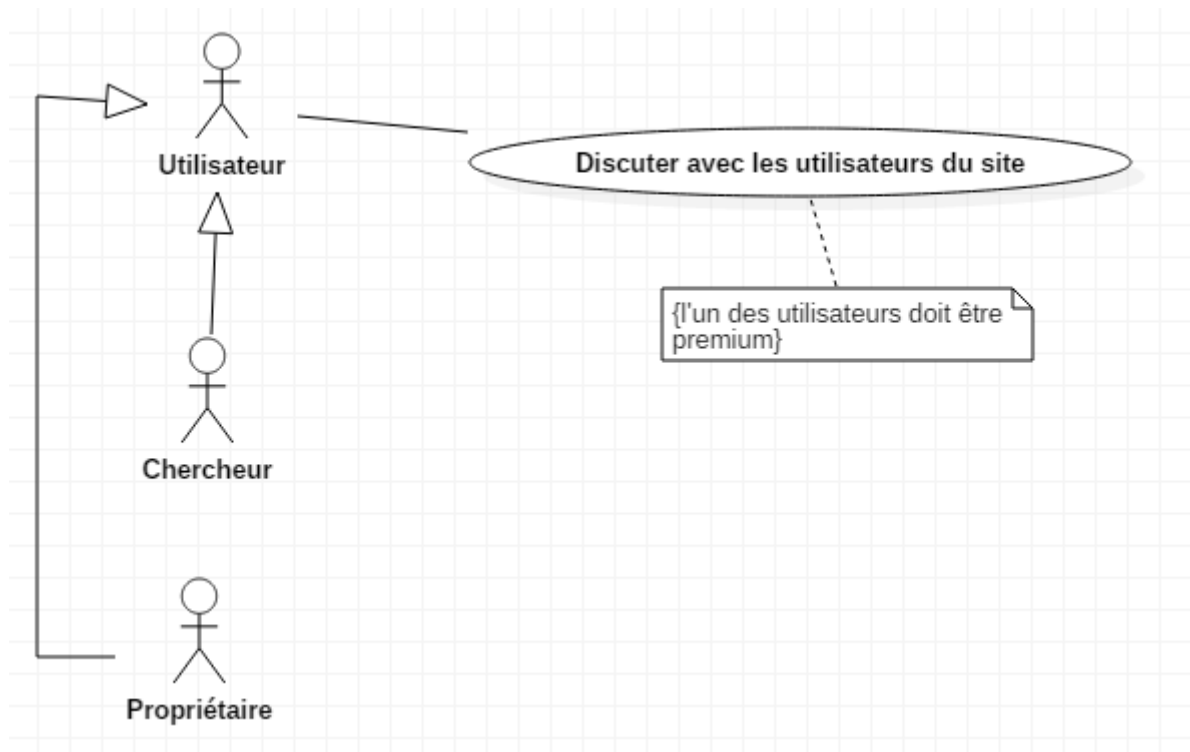 Utilisateur
Discuter avec les utilisateurs du site
{l'un des utilisateurs doit être
premium}
Chercheur
Propriétaire